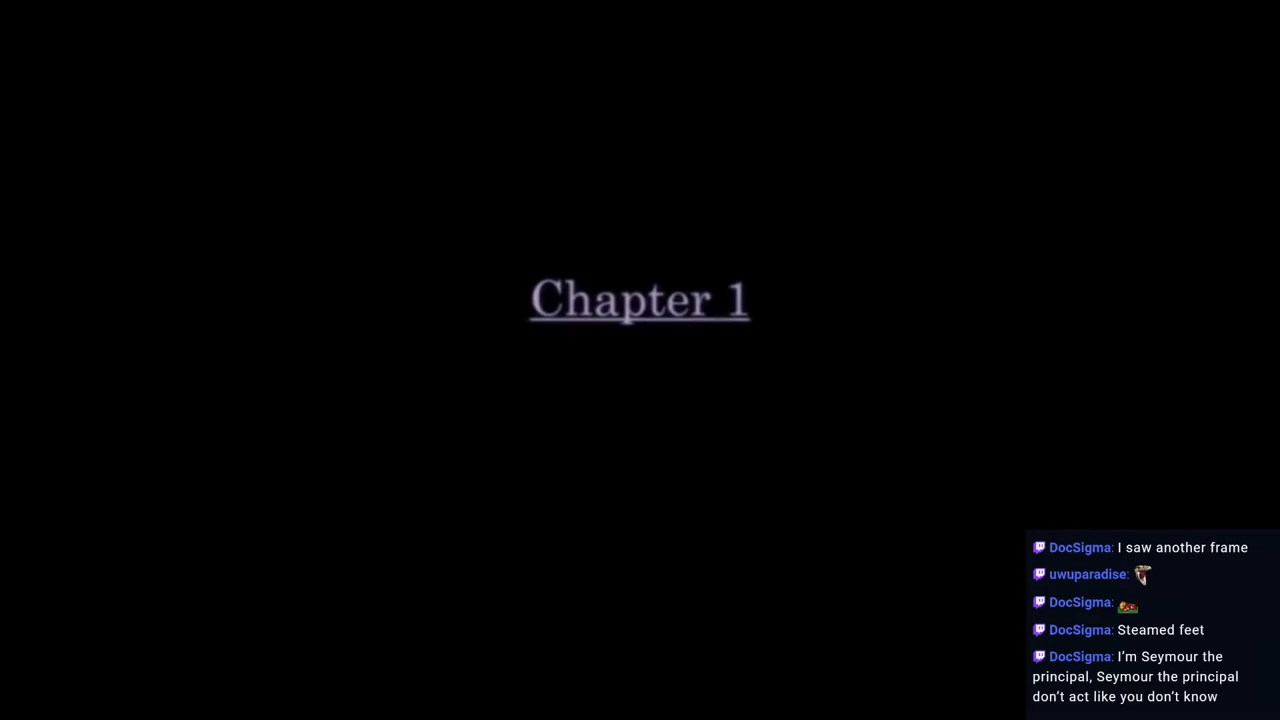 Chapter 1
DocSigma: I saw another frame
uwuparadise:
DocSigma:
DocSigma: Steamed feet
DocSigma: I’m Seymour the
principal, Seymour the principal
don’t act like you don’t know